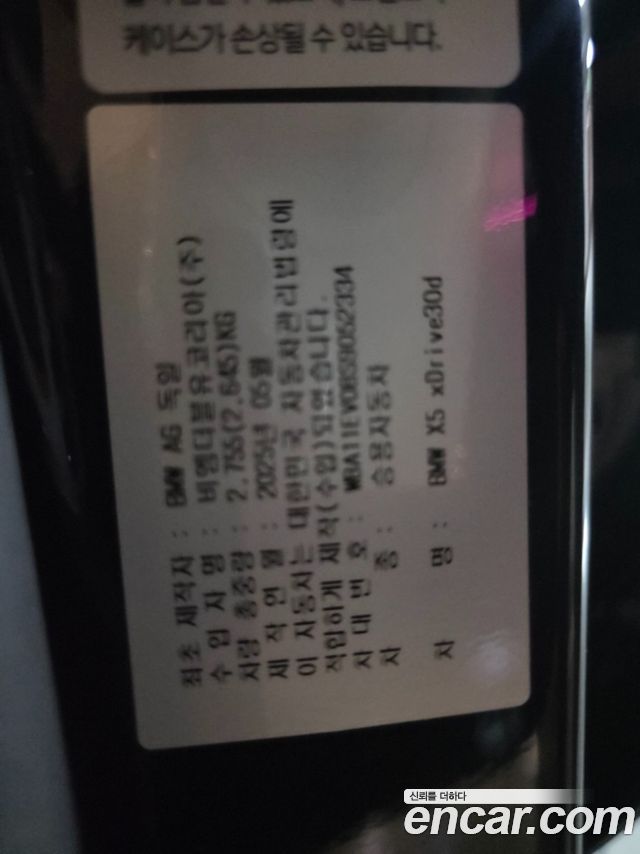 케이스가 손상될 수 있습니다.
최초 제작자 : BMW AG 독일
수 입 자 명 : 비엠더블유코리아(주)
차량 총중량 : 2.755(2.645)KG
제 작 연 월 : 2025년 05월
이 자동차는 대한민국 자동차관리법령에
적합하게 제작(수입)되었습니다.
차 대 번 호 : WBA11EV08S9052334
차 종 : 승용자동차
차 명 : BMW X5 xDrive30d
신뢰를 더하다
encar.com